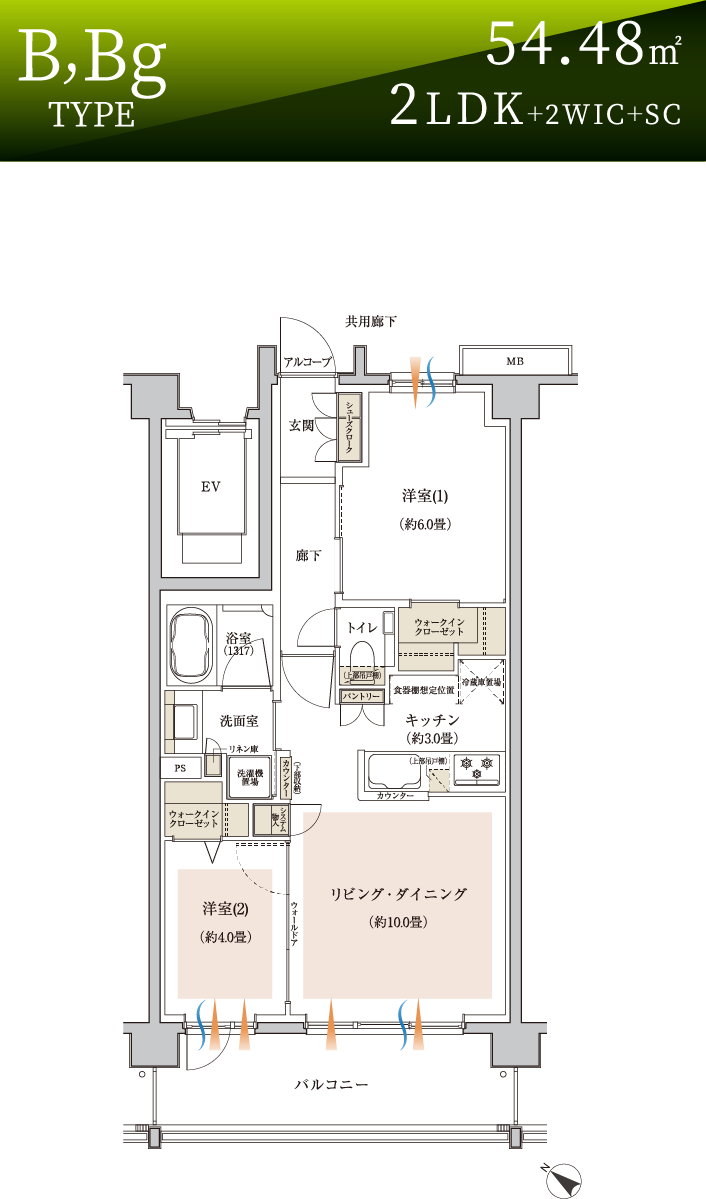 B,Bg
TYPE
54.48㎡
2LDK+2WIC+SC
共用廊下
アルコーブ
MB
シューズクローク
玄関
EV
洋室(1)
(約6.0畳)
廊下
トイレ
ウォークイン
クローゼット
浴室
(1317)
(上部吊戸棚)
パントリー
食器棚想定位置
冷蔵庫置場
洗面室
キッチン
(約3.0畳)
リネン庫
PS
洗濯機
置場
カウンター
(下部収納)
(上部吊戸棚)
カウンター
ウォークイン
クローゼット
システム
物入
リビング・ダイニング
(約10.0畳)
洋室(2)
(約4.0畳)
ウォールドア
バルコニー
N